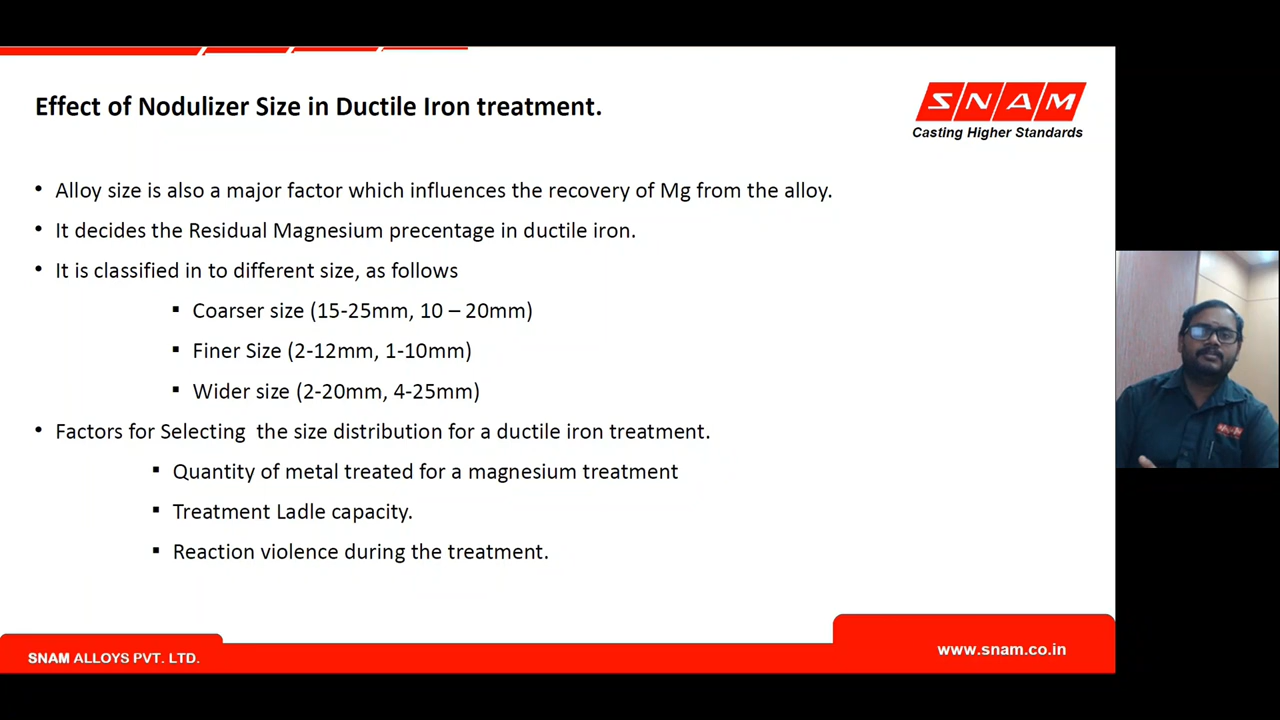 Effect of Nodulizer Size in Ductile Iron treatment.
SNAM
Casting Higher Standards
• Alloy size is also a major factor which influences the recovery of Mg from the alloy.
• It decides the Residual Magnesium precentage in ductile iron.
• It is classified in to different size, as follows
▪ Coarser size (15-25mm, 10 – 20mm)
▪ Finer Size (2-12mm, 1-10mm)
▪ Wider size (2-20mm, 4-25mm)
• Factors for Selecting the size distribution for a ductile iron treatment.
▪ Quantity of metal treated for a magnesium treatment
▪ Treatment Ladle capacity.
▪ Reaction violence during the treatment.
SNAM
SNAM ALLOYS PVT. LTD.
www.snam.co.in